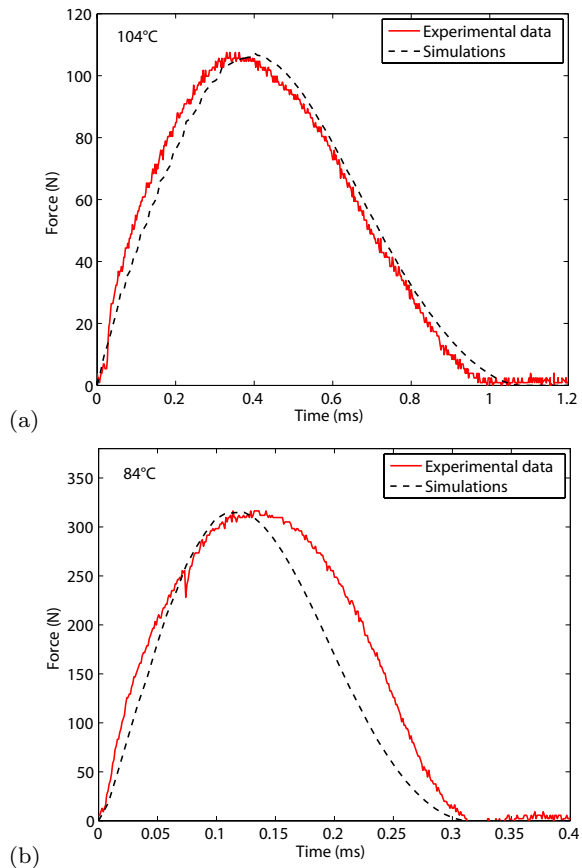 120
104°C
Experimental data
Simulations
100
80
60
40
20
0
Force (N)
0
0.2
0.4
0.6
0.8
1
1.2
Time (ms)
(a)
350
84°C
Experimental data
Simulations
300
250
200
150
100
50
0
Force (N)
0
0.05
0.1
0.15
0.2
0.25
0.3
0.35
0.4
Time (ms)
(b)